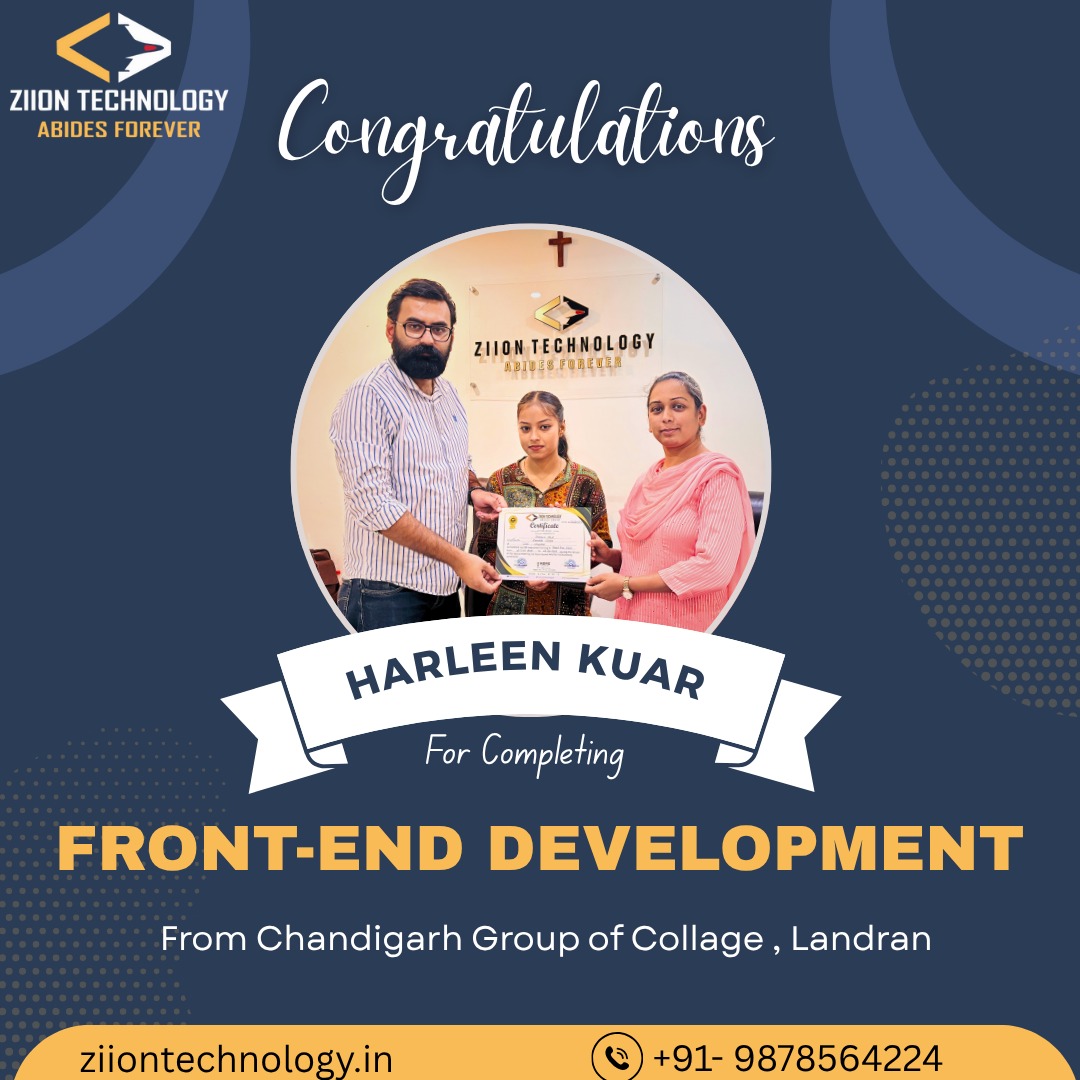 ZIION TECHNOLOGY
ABIDES FOREVER
Congratulations
ZIION TECHNOLOGY
ABIDES FOREVER
Certificate
HARLEEN KUAR
For Completing
FRONT-END DEVELOPMENT
From Chandigarh Group of Collage , Landran
ziiontechnology.in
+91- 9878564224